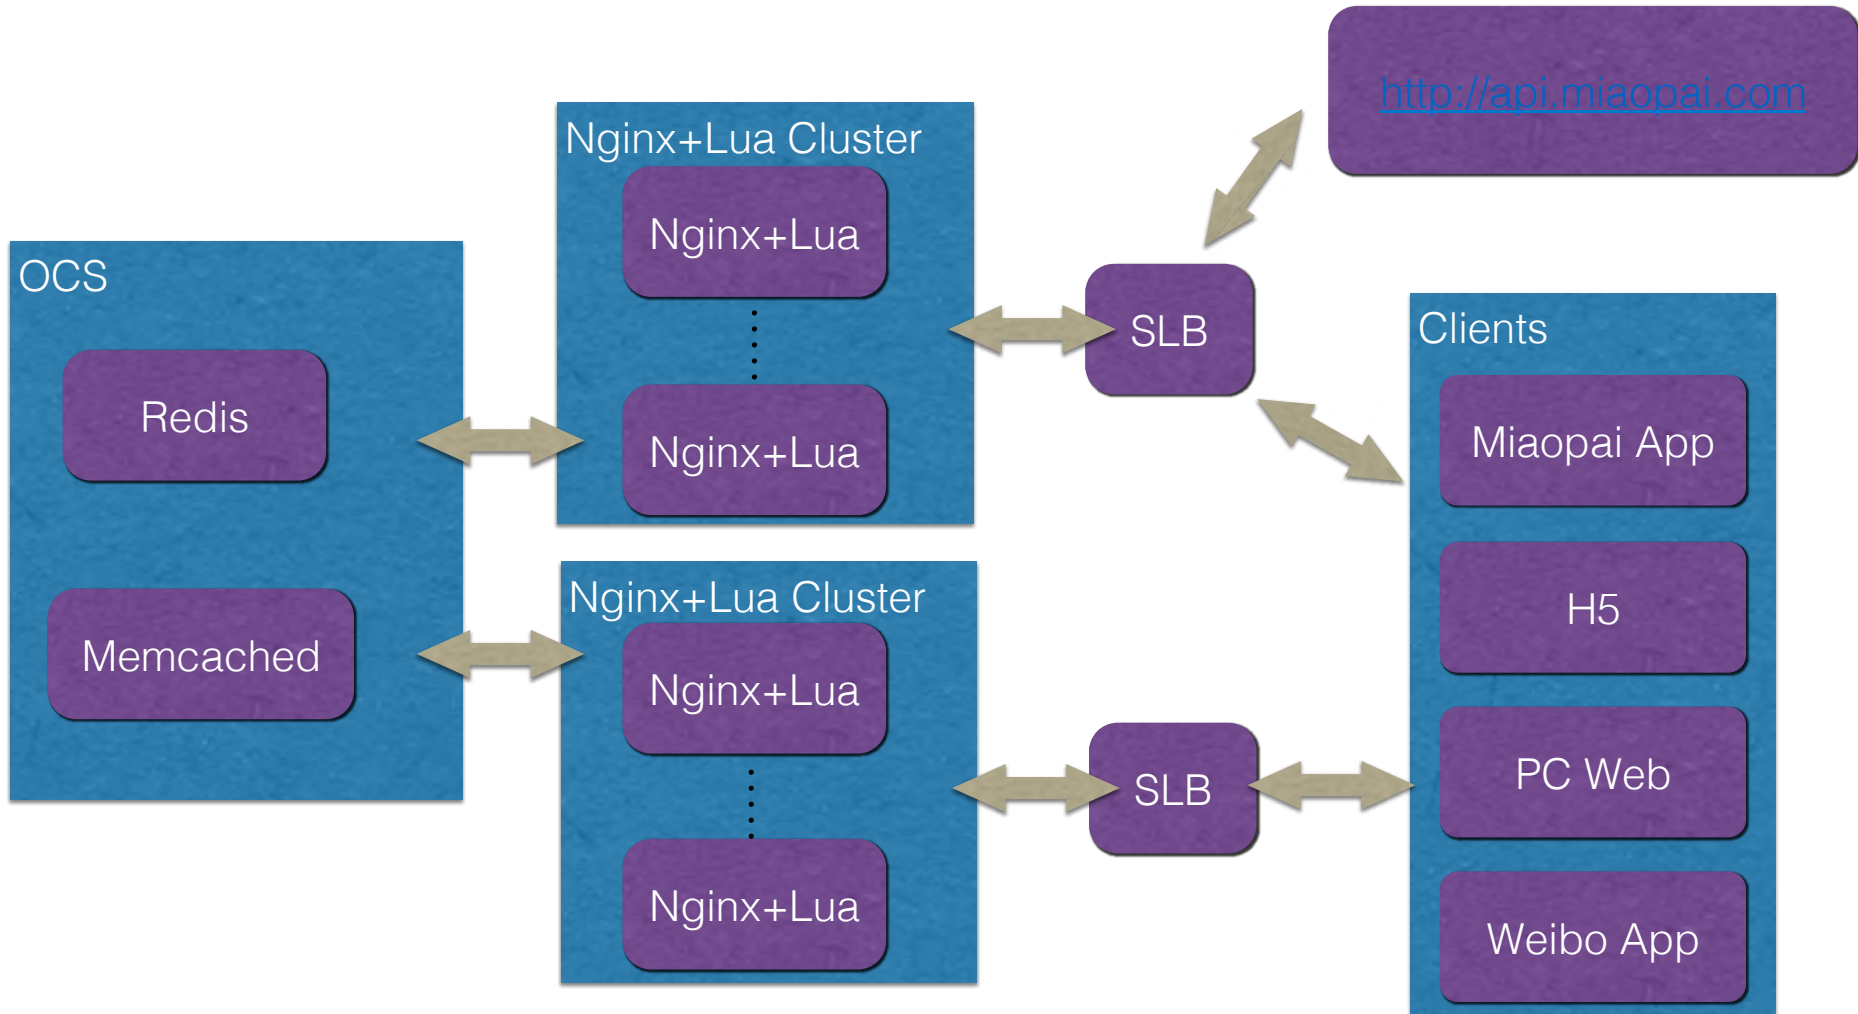 http://api.miaopai.com
Nginx+Lua Cluster
Nginx+Lua
Nginx+Lua
OCS
Redis
Memcached
SLB
Clients
Miaopai App
H5
PC Web
Weibo App
Nginx+Lua Cluster
Nginx+Lua
Nginx+Lua
SLB